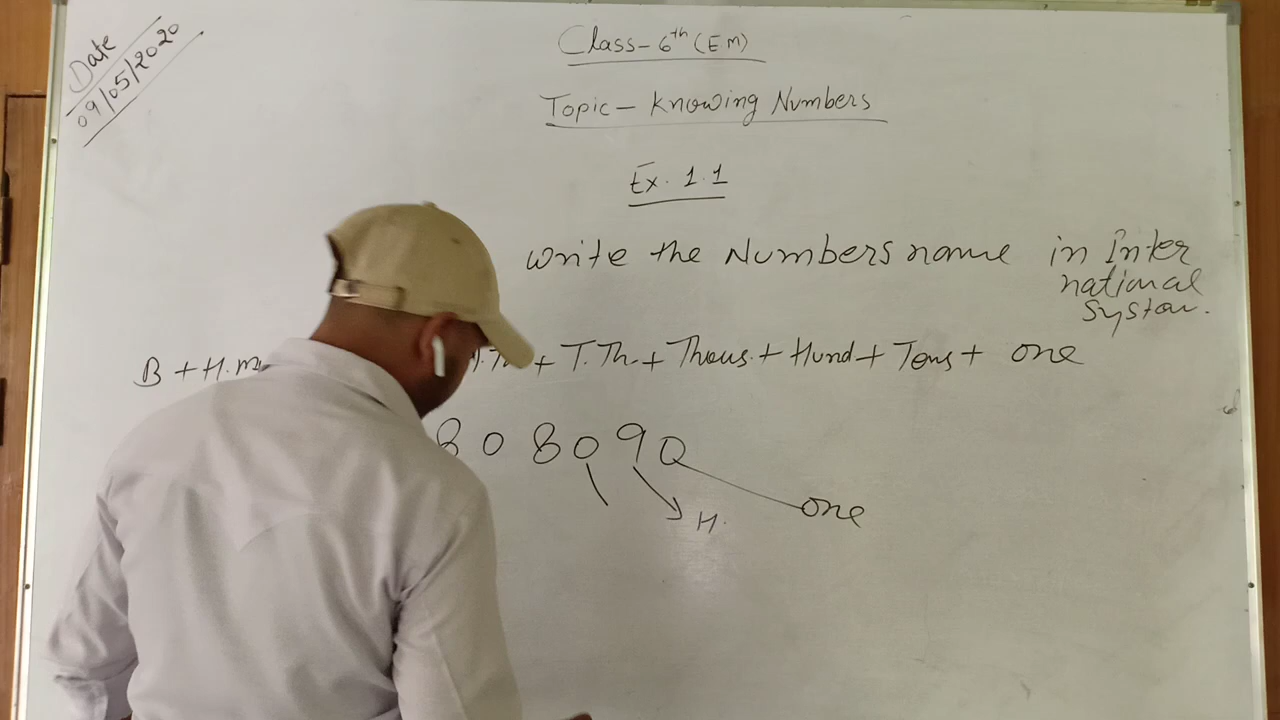 Date
09/05/2020
Class-6th (EM)
Topic - Knowing Numbers
Ex. 1.1
Write the Numbers name in Inter
national
System.
B + H.m + T.Th + Thous + Hund + Tens + one
8 0 8 0 9 0
H.
one